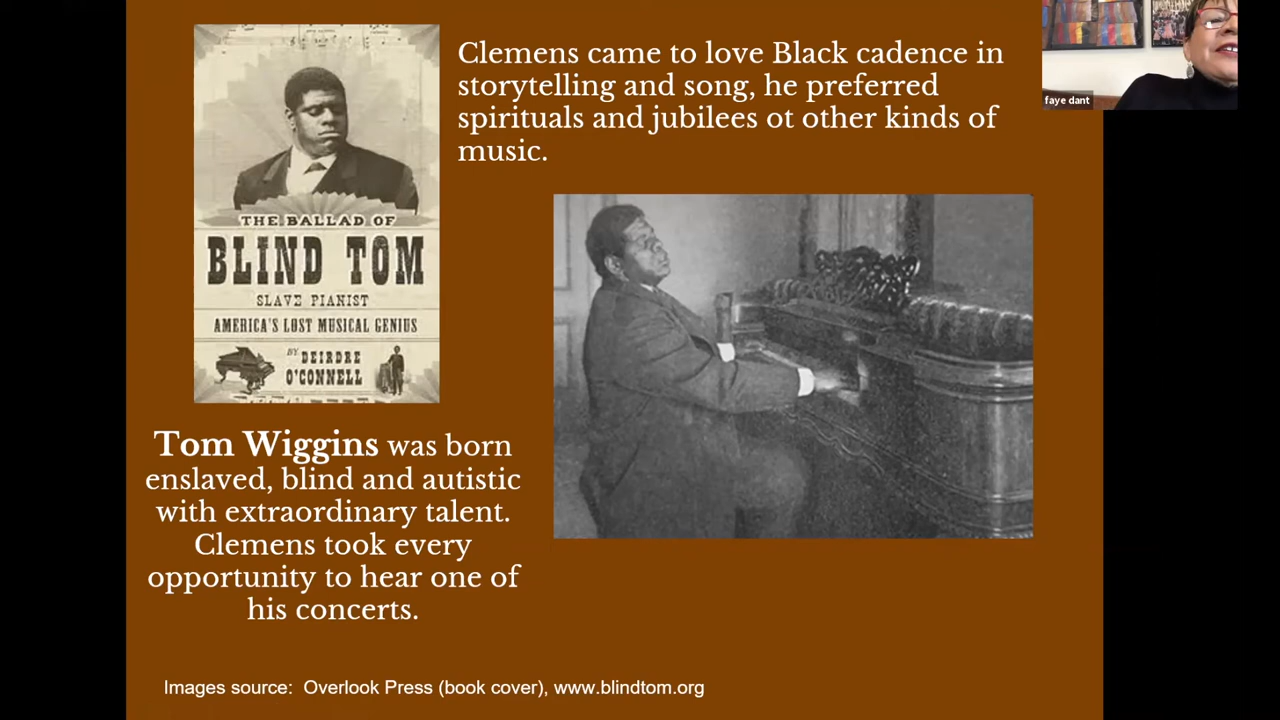 Clemens came to love Black cadence in
storytelling and song, he preferred
spirituals and jubilees ot other kinds of
music.
faye dant
THE BALLAD OF
BLIND TOM
SLAVE PIANIST
AMERICA'S LOST MUSICAL GENIUS
BY DEIRDRE
O'CONNELL
Tom Wiggins was born
enslaved, blind and autistic
with extraordinary talent.
Clemens took every
opportunity to hear one of
his concerts.
Images source: Overlook Press (book cover), www.blindtom.org